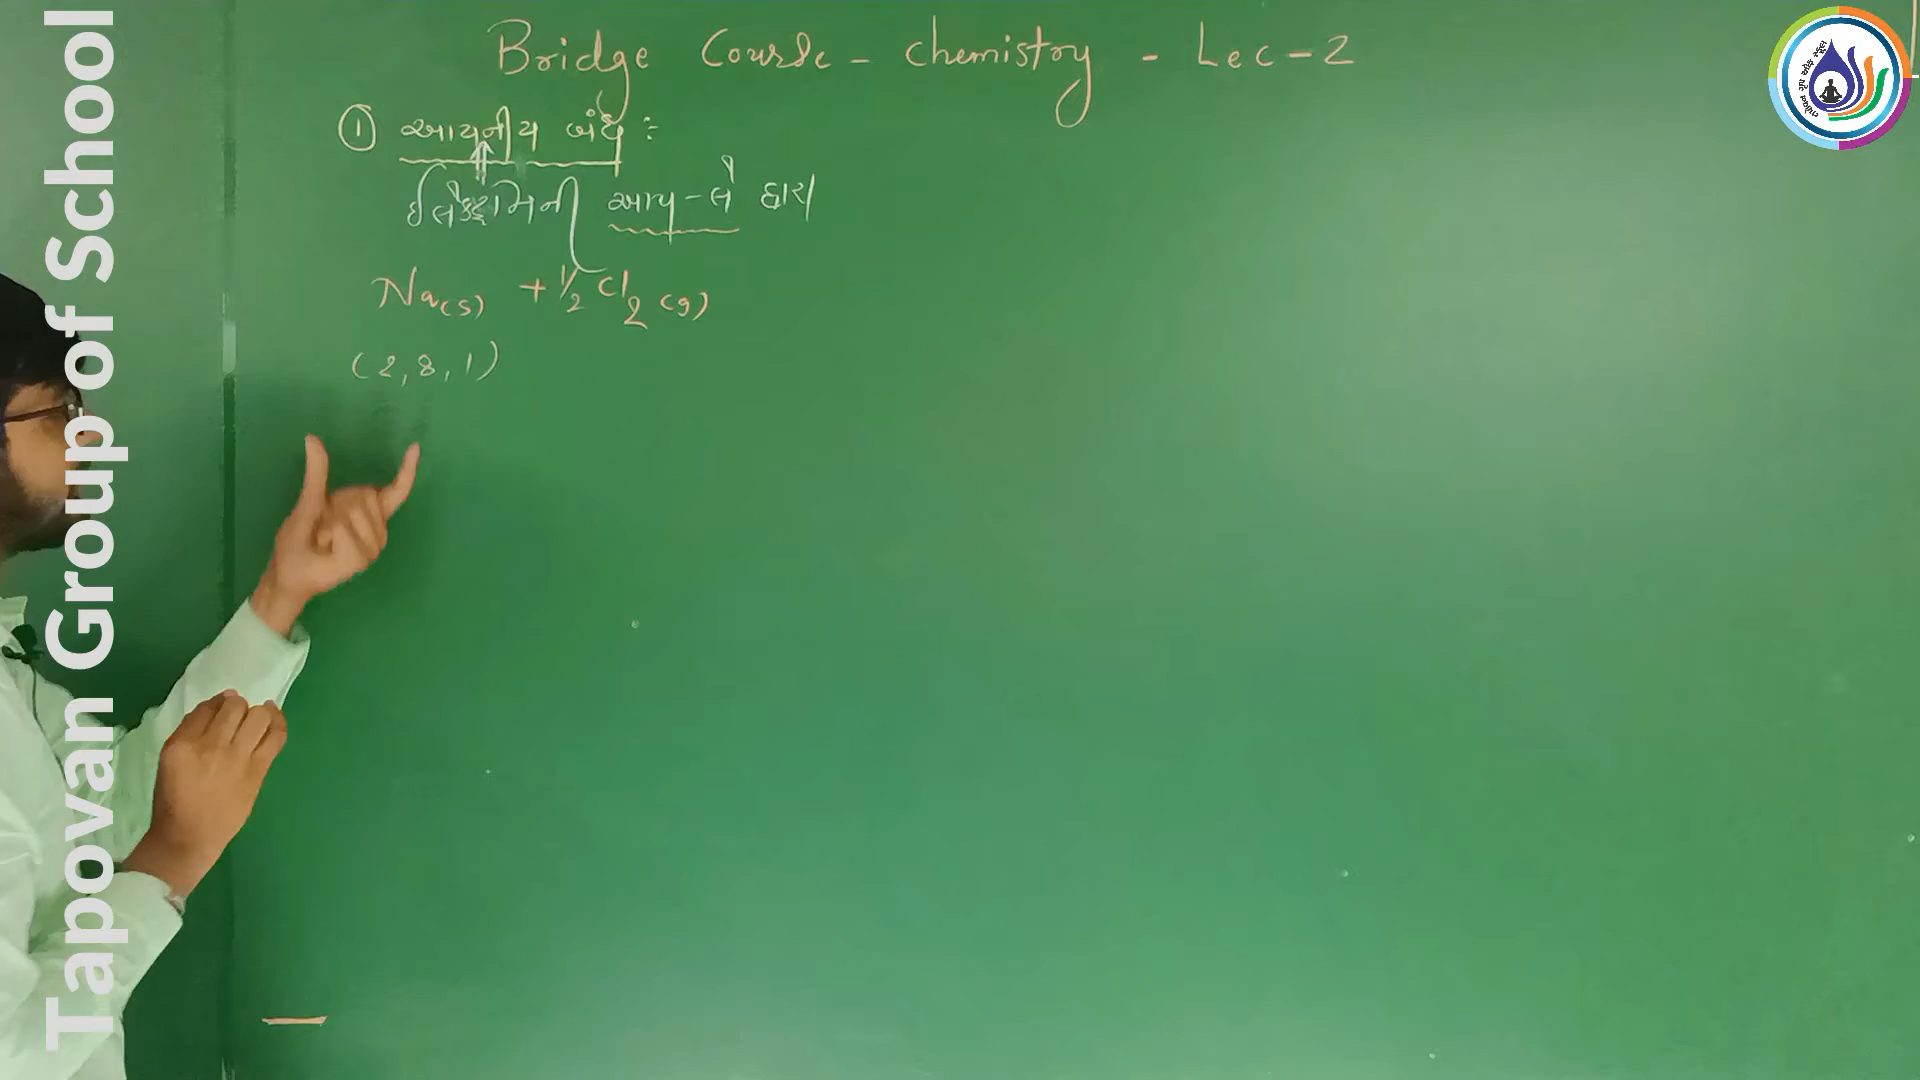 Bridge Course - Chemistry - Lec-2
① આયનીય બંધ :
ઈલેક્ટ્રોનની આપ-લે દ્વારા
Na(s) + 1/2 Cl2 (g)
(2, 8, 1)
Tapovan Group of School